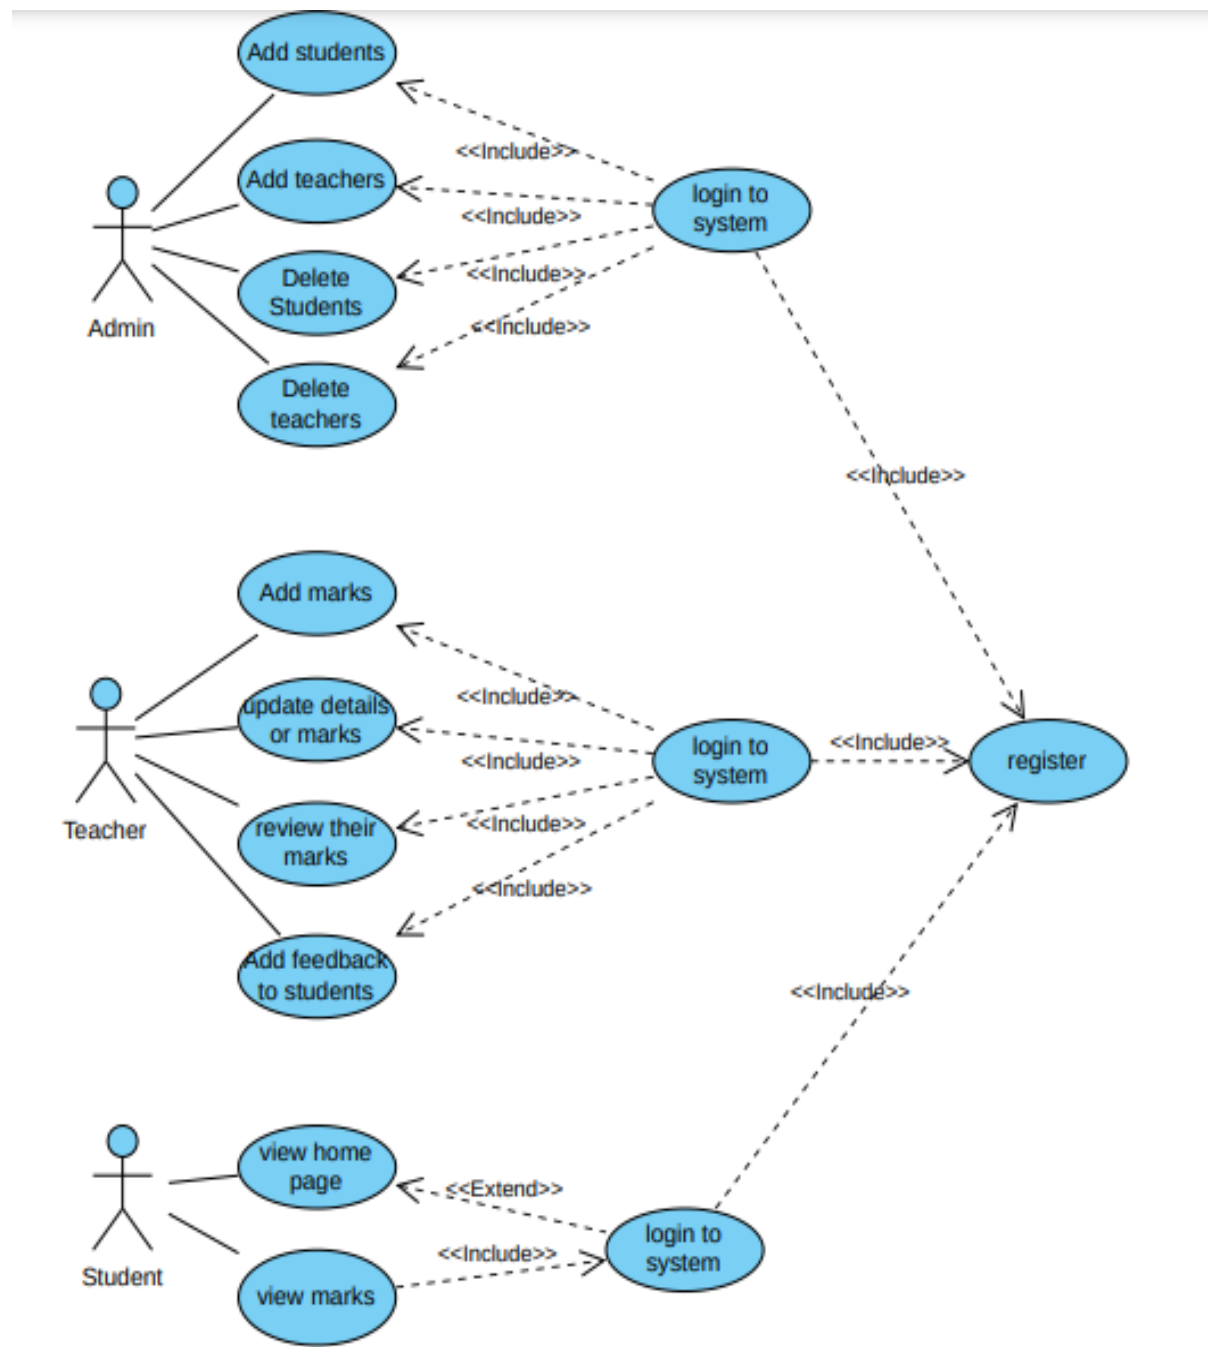 Add students
<<Include>>
Add teachers
login to
system
<<Include>>
Delete
Students
<<Include>>
Admin
<<Include>>
Delete
teachers
<<Include>>
Add marks
<<Include>>
update details
or marks
login to
system
<<Include>>
register
<<Include>>
Teacher
review their
marks
<<Include>>
<<Include>>
Add feedback
to students
<<Include>>
view home
page
<<Extend>>
login to
system
<<Include>>
Student
view marks